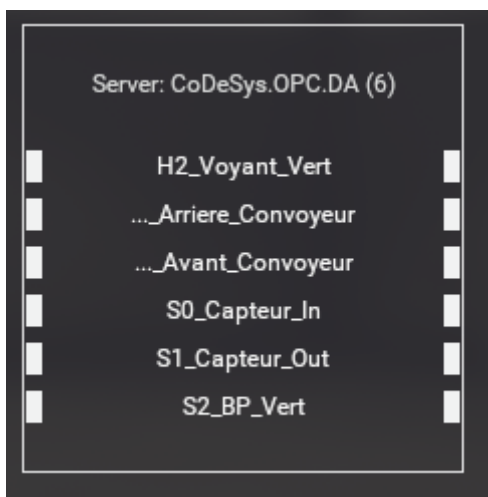 Server: CoDeSys.OPC.DA (6)
H2_Voyant_Vert
..._Arriere_Convoyeur
..._Avant_Convoyeur
S0_Capteur_In
S1_Capteur_Out
S2_BP_Vert